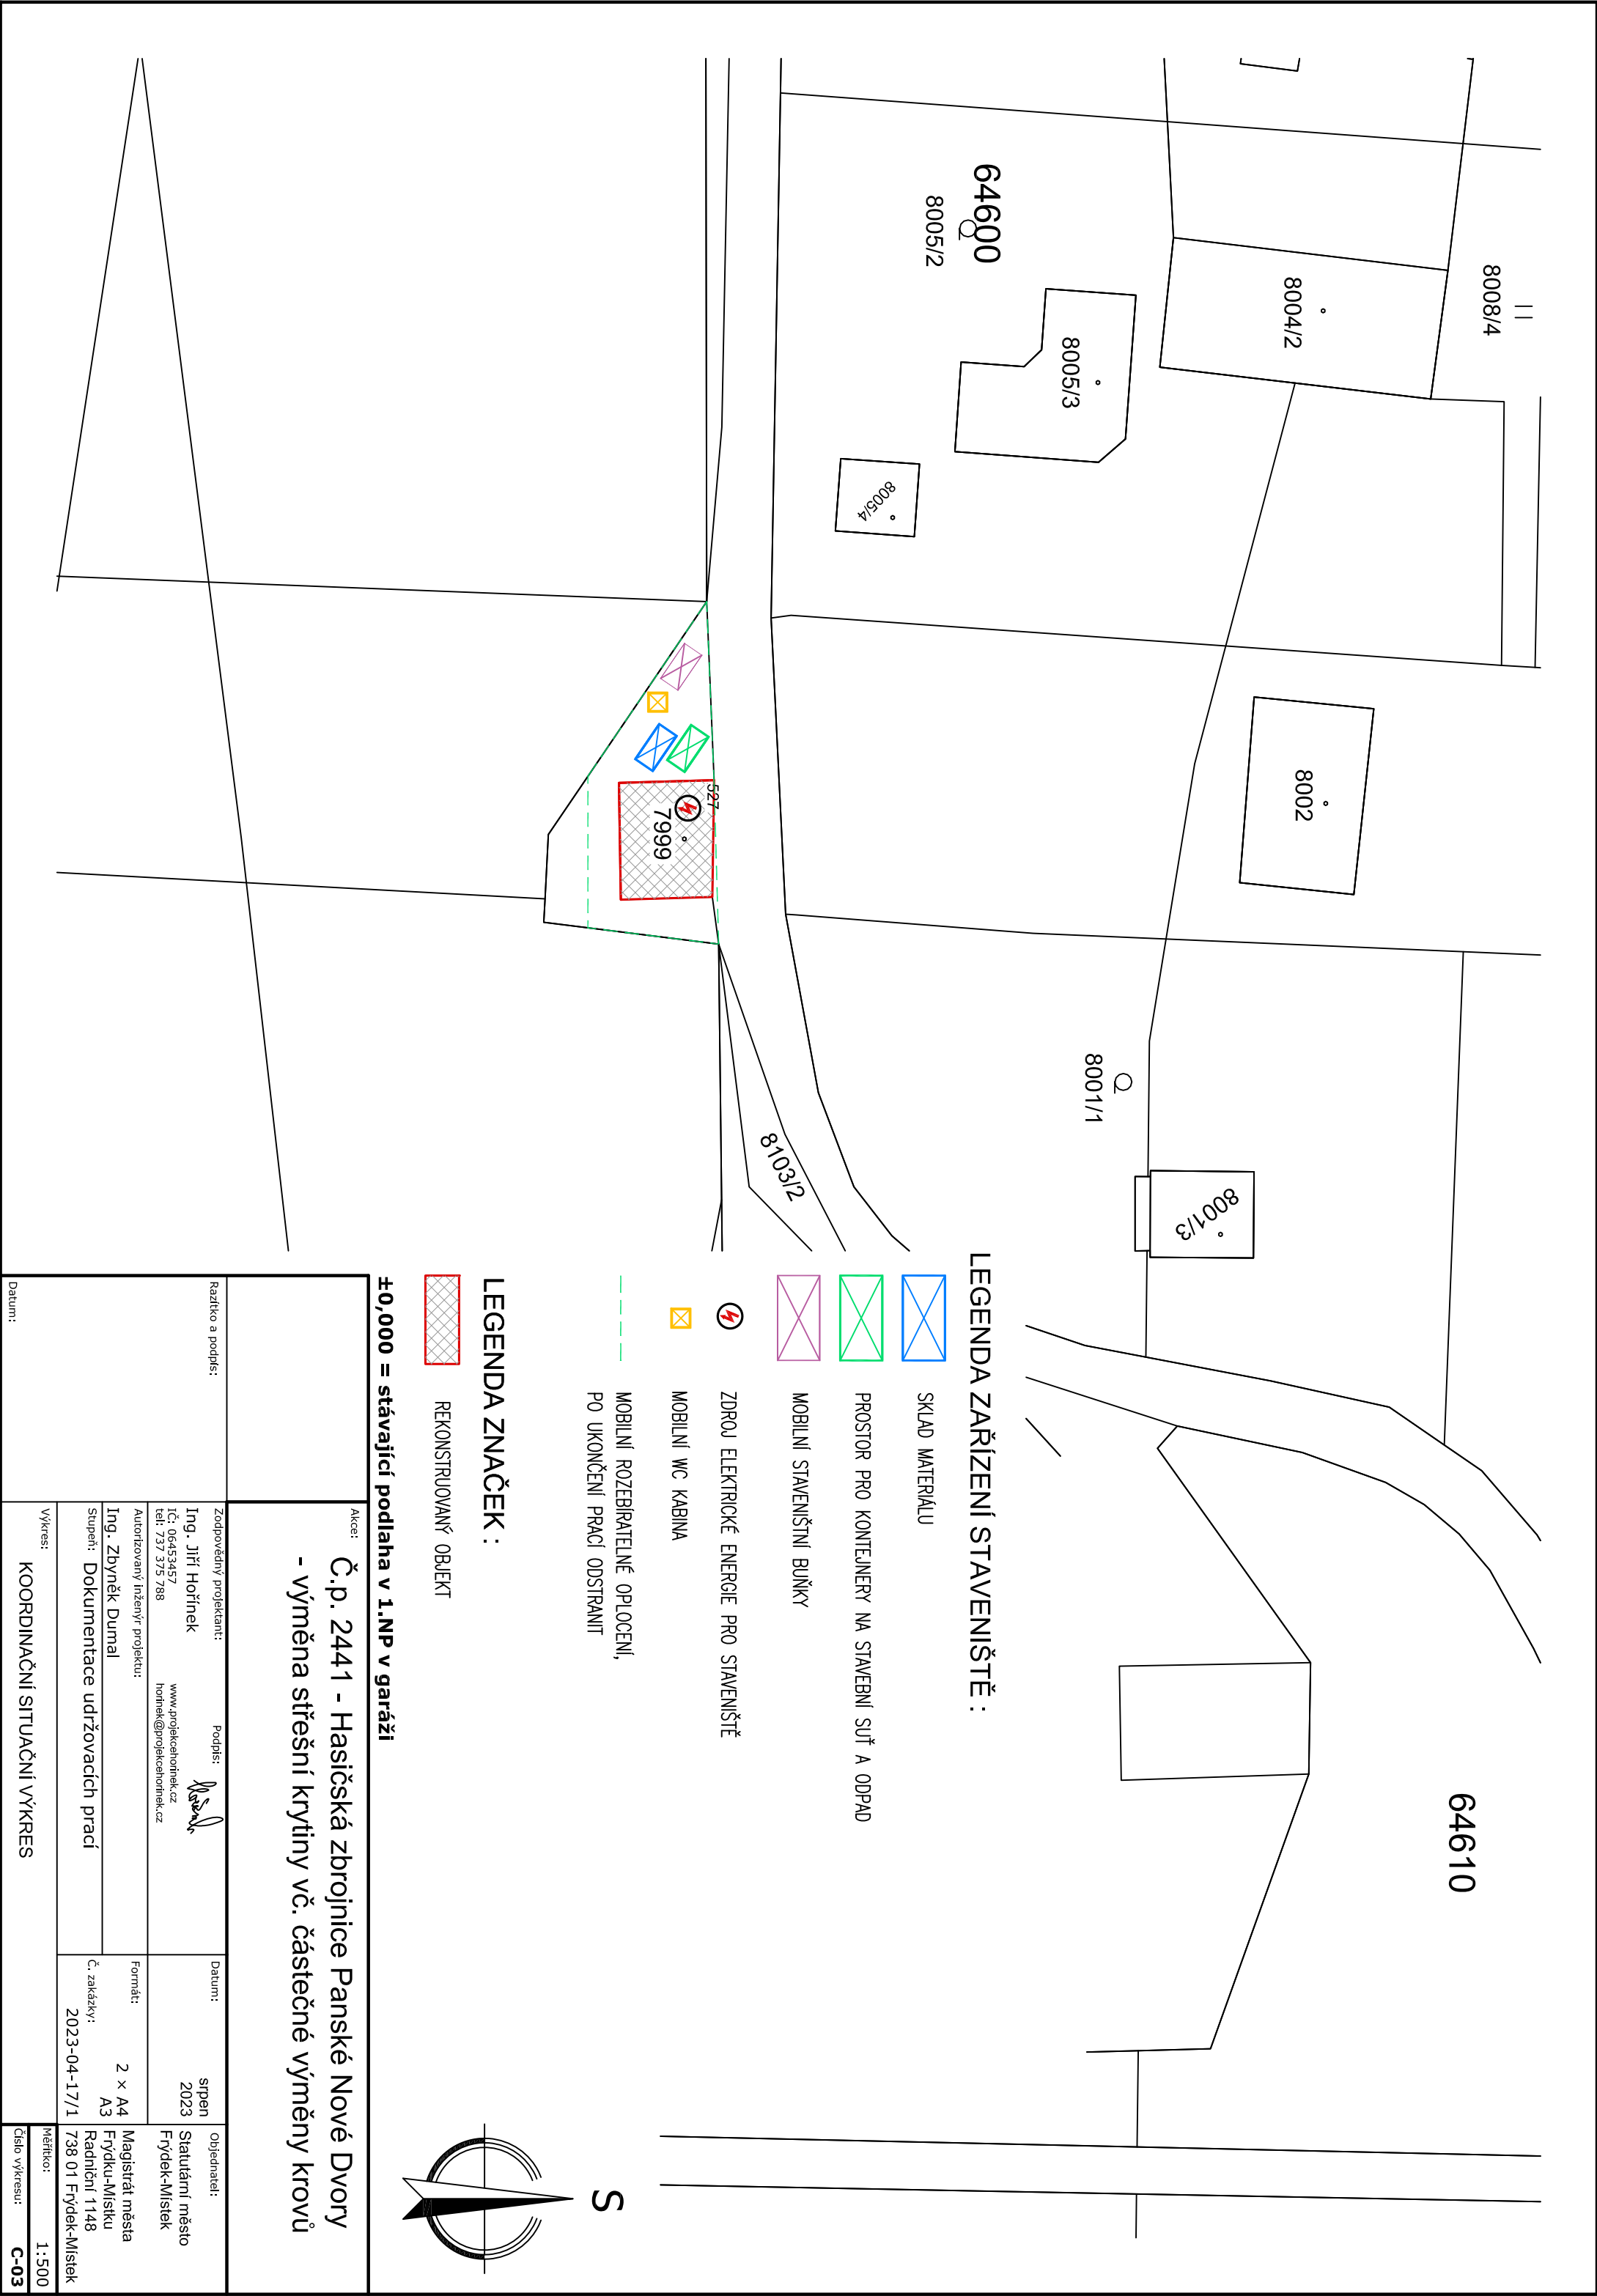 64600
8005/2
8008/4
8004/2
8005/3
8005/4
8002
527
7999
8001/1
8001/3
8103/2
64610
LEGENDA ZAŘÍZENÍ STAVENIŠTĚ :
SKLAD MATERIÁLU
PROSTOR PRO KONTEJNERY NA STAVEBNÍ SUŤ A ODPAD
MOBILNÍ STAVENIŠTNÍ BUŇKY
ZDROJ ELEKTRICKÉ ENERGIE PRO STAVENIŠTĚ
MOBILNÍ WC KABINA
MOBILNÍ ROZEBÍRATELNÉ OPLOCENÍ,
PO UKONČENÍ PRACÍ ODSTRANIT
LEGENDA ZNAČEK :
REKONSTRUOVANÝ OBJEKT
S
±0,000 = stávající podlaha v 1.NP v garáži
Akce:
Č.p. 2441 - Hasičská zbrojnice Panské Nové Dvory
- výměna střešní krytiny vč. částečné výměny krovů
Razítko a podpis:
Datum:
Zodpovědný projektant:
Podpis:
Ing. Jiří Hořínek
IČ: 06453457
tel: 737 375 788
www.projekcehorinek.cz
horinek@projekcehorinek.cz
Autorizovaný inženýr projektu:
Ing. Zbyněk Dumal
Stupeň: Dokumentace udržovacích prací
Výkres:
KOORDINAČNÍ SITUAČNÍ VÝKRES
Datum:
srpen
2023
Formát:
2 × A4
A3
Č. zakázky:
2023-04-17/1
Objednatel:
Statutární město
Frýdek-Místek
Magistrát města
Frýdku-Místku
Radniční 1148
738 01 Frýdek-Místek
Měřítko:
1:500
Číslo výkresu:
C-03